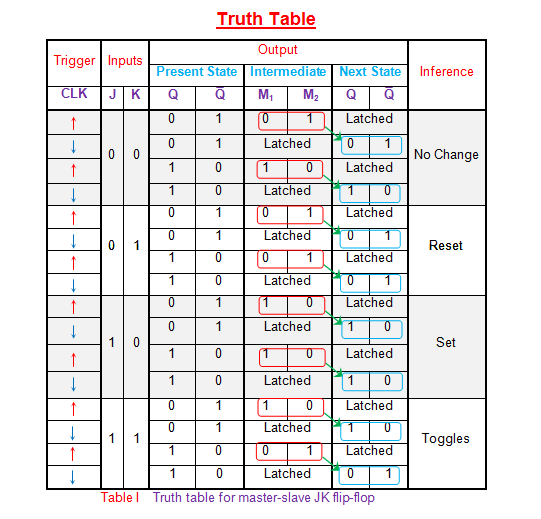 Truth Table
Trigger Inputs Output Inference
Present State Intermediate Next State
CLK J K Q Q̅ M₁ M₂ Q Q̅
↑ 0 0 0 1 0 1 Latched No Change
↓ 0 1 Latched 0 1
↑ 1 0 1 0 Latched
↓ 1 0 Latched 1 0
↑ 0 1 0 1 0 1 Latched Reset
↓ 0 1 Latched 0 1
↑ 1 0 0 1 Latched
↓ 1 0 Latched 0 1
↑ 1 0 0 1 1 0 Latched Set
↓ 0 1 Latched 1 0
↑ 1 0 1 0 Latched
↓ 1 0 Latched 1 0
↑ 1 1 0 1 1 0 Latched Toggles
↓ 0 1 Latched 1 0
↑ 1 0 0 1 Latched
↓ 1 0 Latched 0 1
Table I Truth table for master-slave JK flip-flop